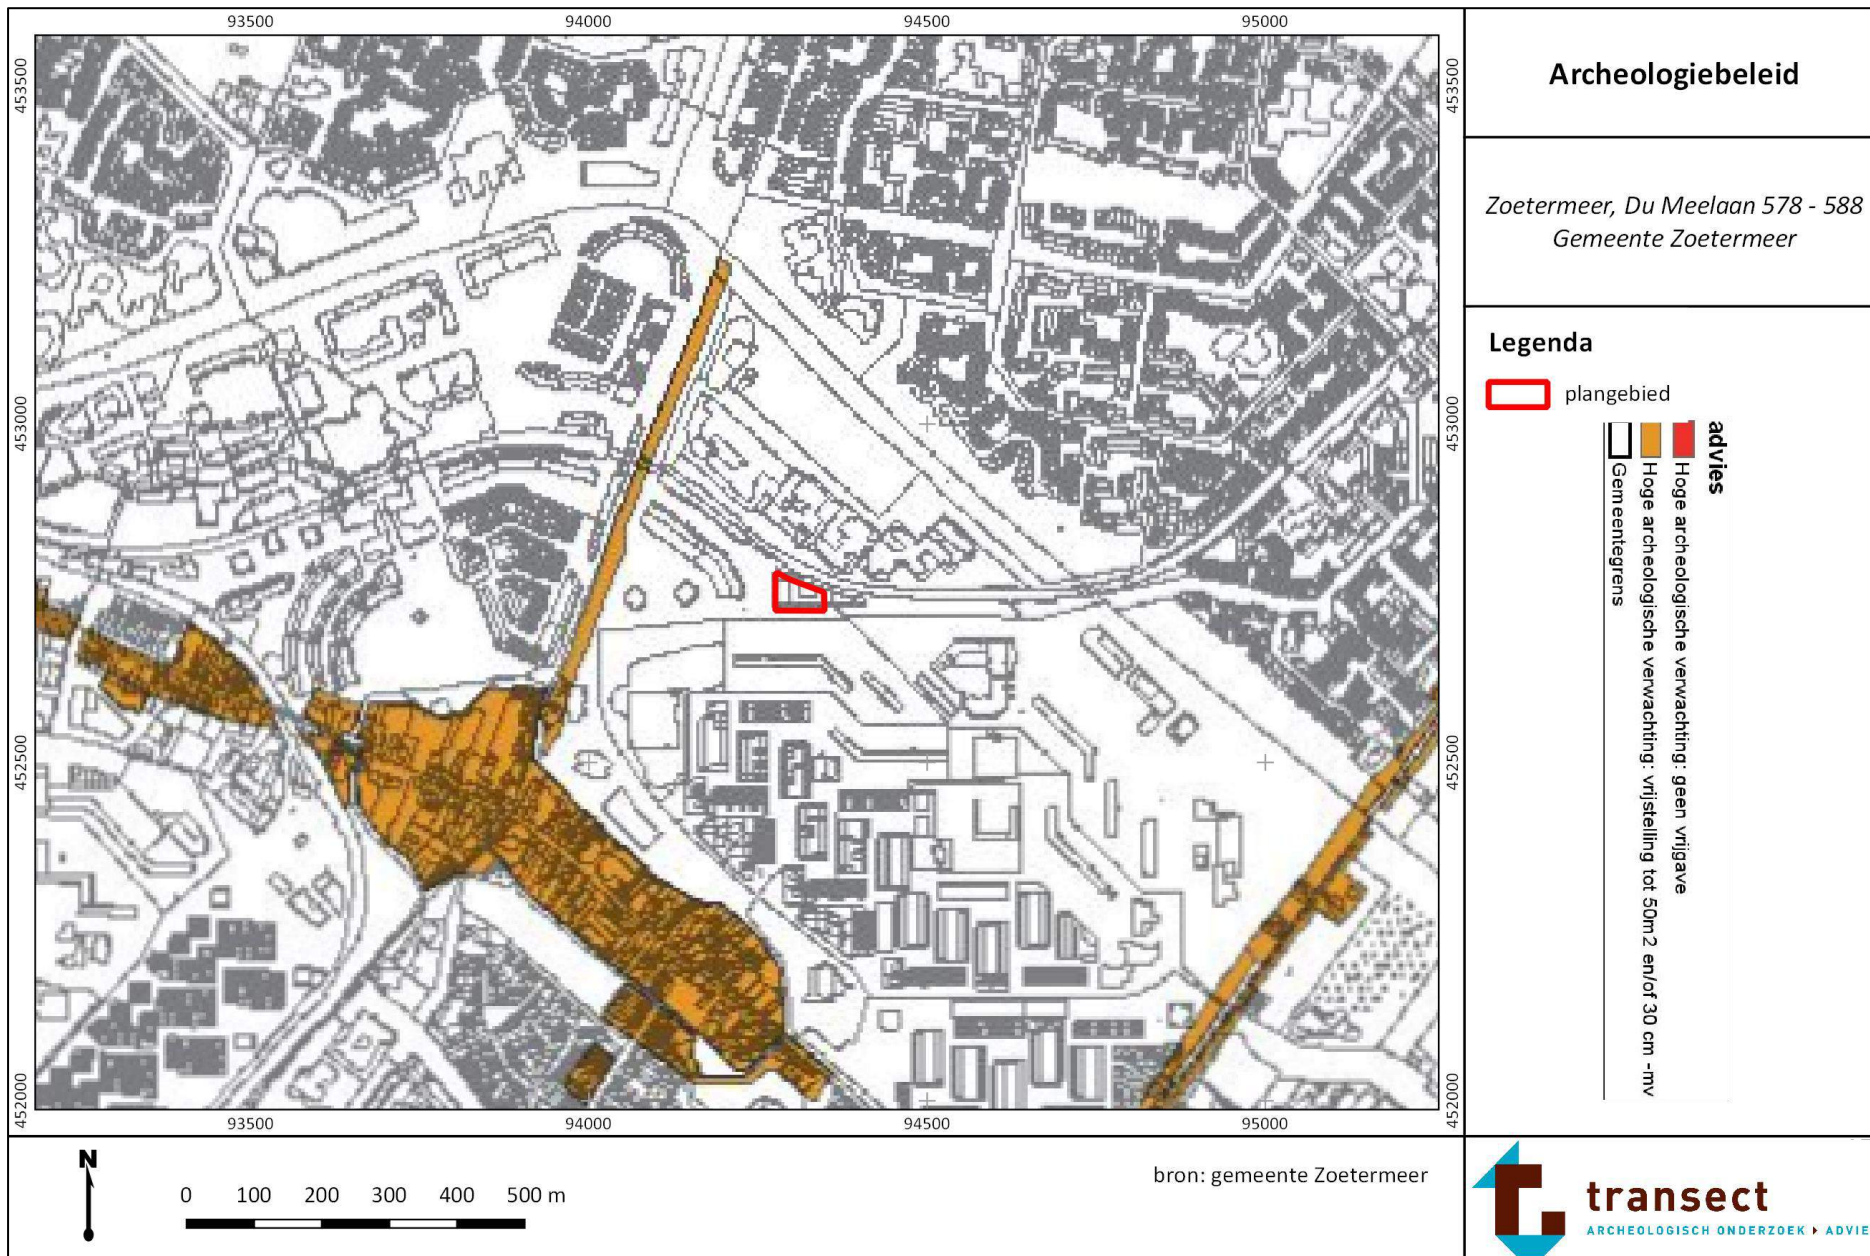 93500 94000 94500 95000
453500
453000
452500
452000
453500
453000
452500
452000
93500 94000 94500 95000
N
0 100 200 300 400 500 m
bron: gemeente Zoetermeer
Archeologiebeleid
Zoetermeer, Du Meelaan 578 - 588
Gemeente Zoetermeer
Legenda
plangebied
advies
Hoge archeologische verwachting: geen vrijgave
Hoge archeologische verwachting: vrijstelling tot 50m2 en/of 30 cm -mv
Gemeentegrens
transect
ARCHEOLOGISCH ONDERZOEK ADVIE